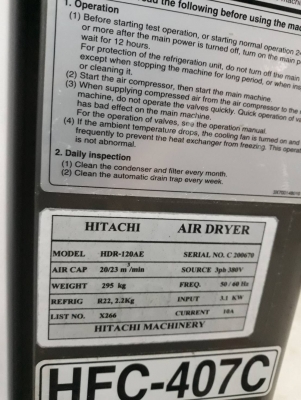 ad the following before using the mac
1. Operation
(1) Before starting test operation, or starting normal operation 24
or more after the main power is turned off, turn on the main p
wait for 12 hours.
For protection of the refrigeration unit, do not turn off the main
except when stopping the machine for long period, or when ins
or cleaning it.
(2) Start the air compressor, then start the main machine.
(3) When supplying compressed air from the air compressor to the
machine, do not operate the valves quickly. Quick operation of va
has bad effect on the main machine.
For the operation of valves, see the operation manual.
(4) If the ambient temperature drops, the cooling fan is turned on and
frequently to prevent the heat exchanger from freezing. This operat
is not abnormal.
2. Daily inspection
(1) Clean the condenser and filter every month.
(2) Clean the automatic drain trap every week.
HITACHI AIR DRYER
MODEL HDR-120AE SERIAL NO. C 200670
AIR CAP 20/23 m³/min SOURCE 3ph 380V
WEIGHT 295 kg FREQ. 50/60 Hz
REFRIG R22, 2.2Kg INPUT 3.1 KW
LIST NO. X266 CURRENT 10A
HITACHI MACHINERY
HFC-407C